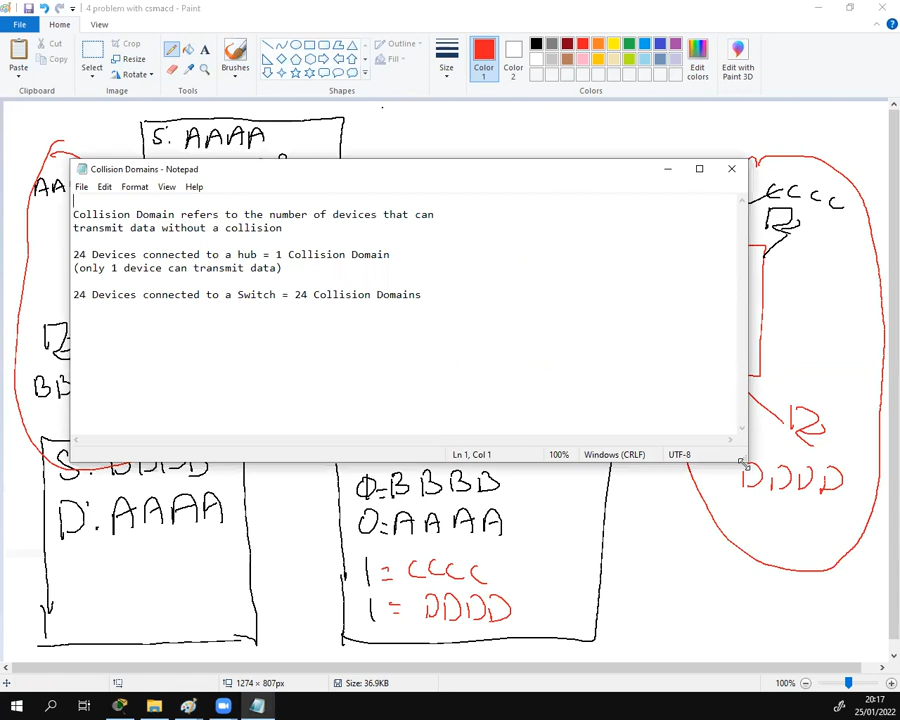 4 problem with csmacd - Paint
File Home View
Cut
Copy
Paste
Clipboard
Crop
Resize
Rotate
Select
Image
Tools
Brushes
Outline
Fill
Shapes
Size
Color 1
Color 2
Edit colors
Colors
Edit with Paint 3D
S: AAAA
AA
CCCC
Collision Domains - Notepad
File Edit Format View Help
Collision Domain refers to the number of devices that can
transmit data without a collision
24 Devices connected to a hub = 1 Collision Domain
(only 1 device can transmit data)
24 Devices connected to a Switch = 24 Collision Domains
Ln 1, Col 1 100% Windows (CRLF) UTF-8
BB
D: AAAA
0=BBBB
0=AAAA
1=CCCC
1=DDDD
DDDD
1274 × 807px
Size: 36.9KB
100%
20:17
25/01/2022